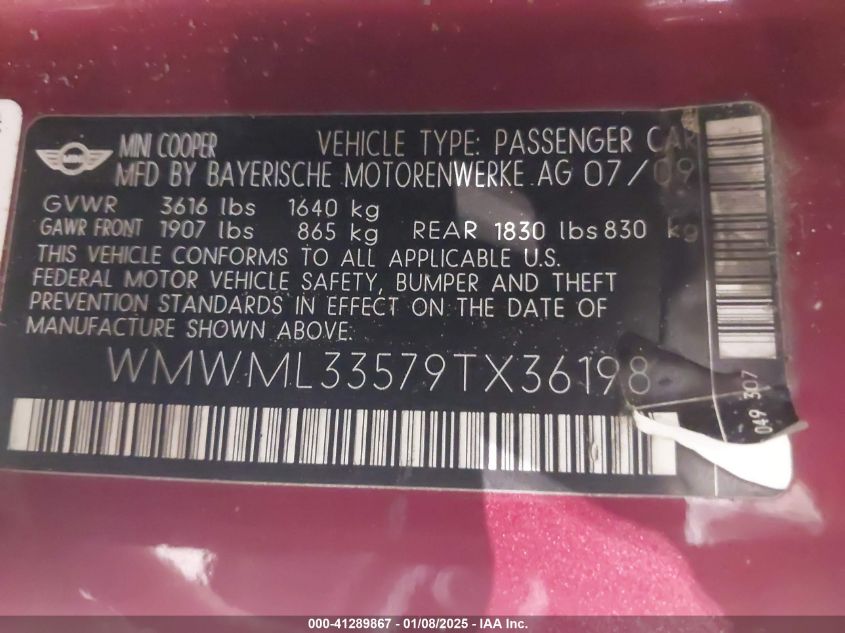 MINI
MINI COOPER VEHICLE TYPE: PASSENGER CAR
MFD BY BAYERISCHE MOTORENWERKE AG 07/09
GVWR 3616 lbs 1640 kg
GAWR FRONT 1907 lbs 865 kg REAR 1830 lbs 830 kg
THIS VEHICLE CONFORMS TO ALL APPLICABLE U.S.
FEDERAL MOTOR VEHICLE SAFETY, BUMPER AND THEFT
PREVENTION STANDARDS IN EFFECT ON THE DATE OF
MANUFACTURE SHOWN ABOVE:
WMWML33579TX36198
049 307
000-41289867 - 01/08/2025 - IAA Inc.